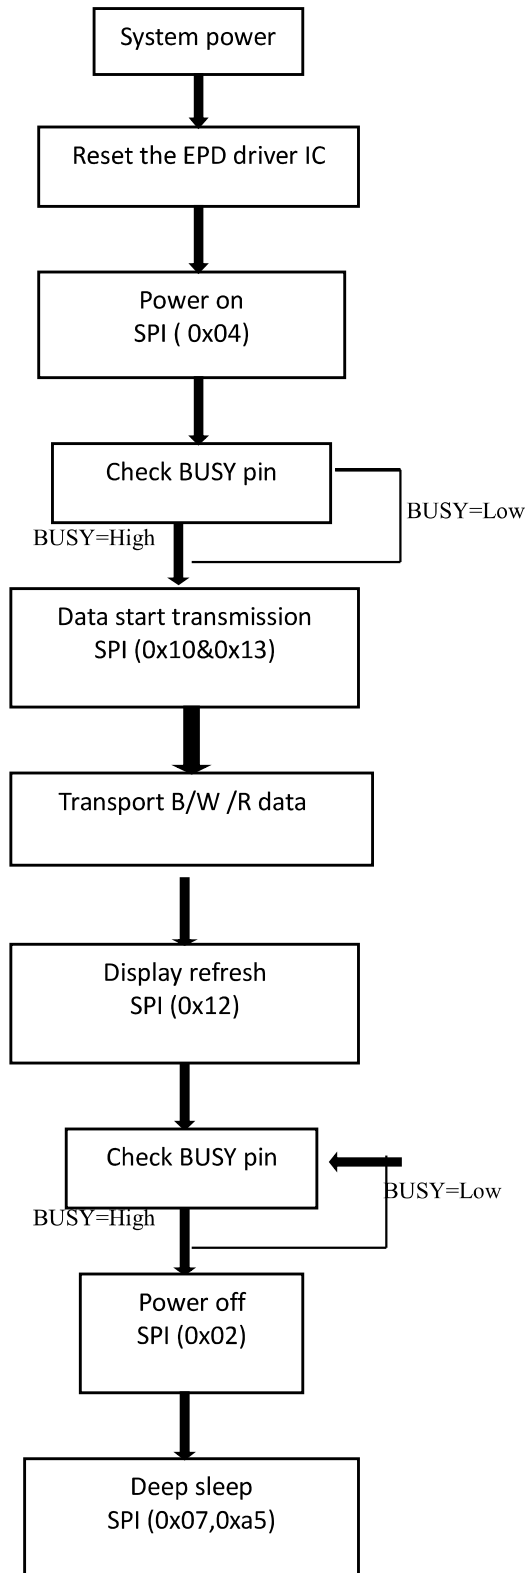 System power
Reset the EPD driver IC
Power on
SPI ( 0x04)
Check BUSY pin
BUSY=Low
BUSY=High
Data start transmission
SPI (0x10&0x13)
Transport B/W /R data
Display refresh
SPI (0x12)
Check BUSY pin
BUSY=Low
BUSY=High
Power off
SPI (0x02)
Deep sleep
SPI (0x07,0xa5)